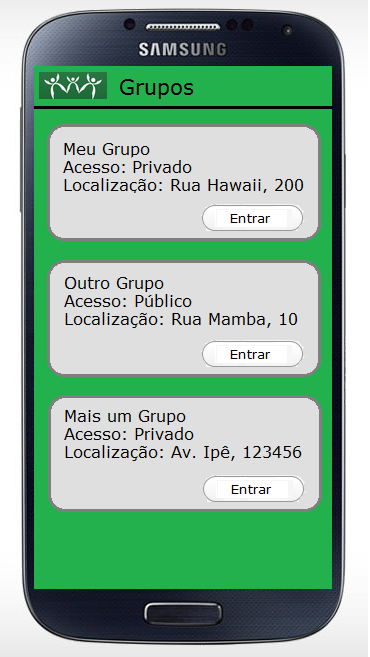 SAMSUNG
Grupos
Meu Grupo
Acesso: Privado
Localização: Rua Hawaii, 200
Entrar
Outro Grupo
Acesso: Público
Localização: Rua Mamba, 10
Entrar
Mais um Grupo
Acesso: Privado
Localização: Av. Ipê, 123456
Entrar